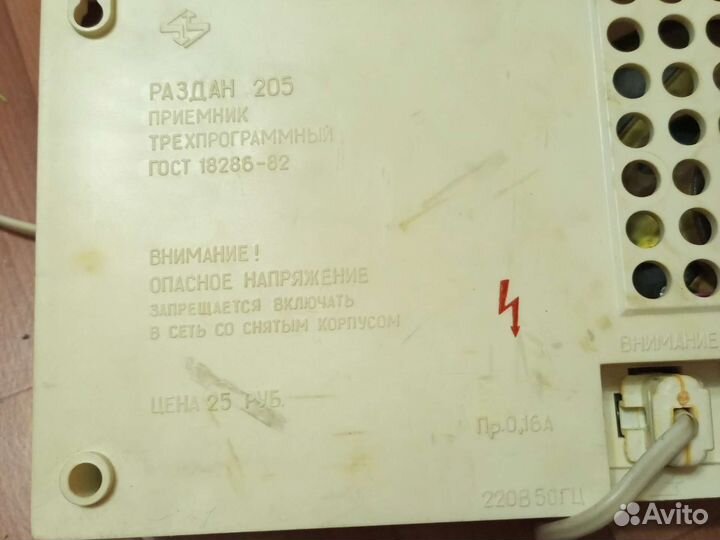 РАЗДАН 205
ПРИЕМНИК
ТРЕХПРОГРАММНЫЙ
ГОСТ 18286-82
ВНИМАНИЕ!
ОПАСНОЕ НАПРЯЖЕНИЕ
ЗАПРЕЩАЕТСЯ ВКЛЮЧАТЬ
В СЕТЬ СО СНЯТЫМ КОРПУСОМ
ВНИМАНИЕ
ЦЕНА 25 РУБ.
Пр.0,16А
220В 50ГЦ
Avito